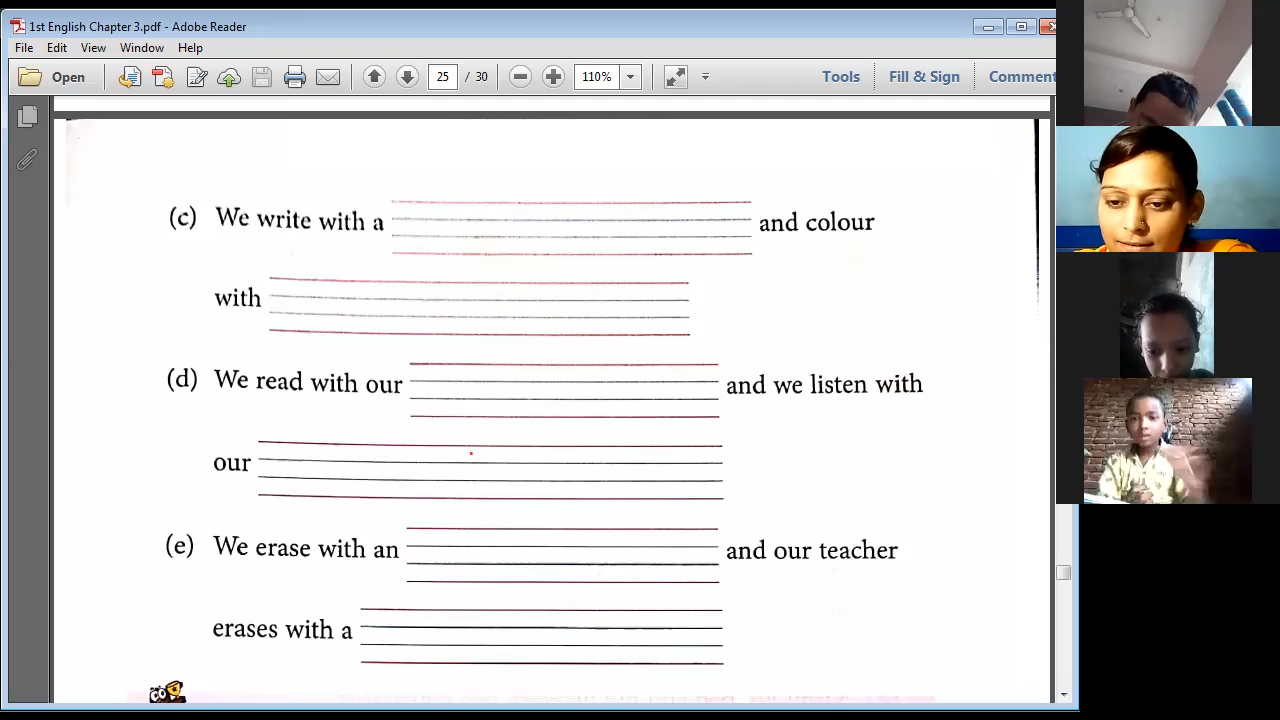 1st English Chapter 3.pdf - Adobe Reader
File Edit View Window Help
Open 25 / 30 110% Tools Fill & Sign Comment
(c) We write with a and colour
with
(d) We read with our and we listen with
our
(e) We erase with an and our teacher
erases with a